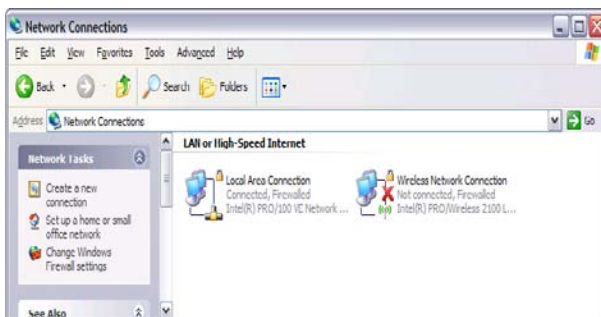 Network Connections
File Edit View Favorites Tools Advanced Help
Back Search Folders
Address Network Connections Go
Network Tasks
Create a new
connection
Set up a home or small
office network
Change Windows
Firewall settings
See Also
LAN or High-Speed Internet
Local Area Connection
Connected, Firewalled
Intel(R) PRO/100 VE Network ...
Wireless Network Connection
Not connected, Firewalled
Intel(R) PRO/Wireless 2100 L...